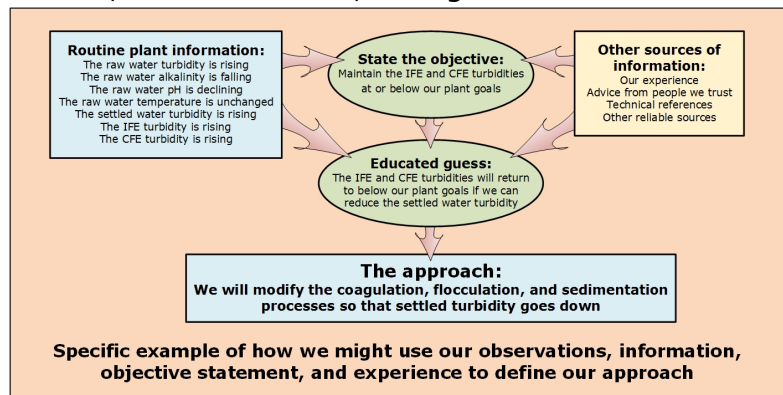 Routine plant information:
The raw water turbidity is rising
The raw water alkalinity is falling
The raw water pH is declining
The raw water temperature is unchanged
The settled water turbidity is rising
The IFE turbidity is rising
The CFE turbidity is rising
State the objective:
Maintain the IFE and CFE turbidities
at or below our plant goals
Other sources of
information:
Our experience
Advice from people we trust
Technical references
Other reliable sources
Educated guess:
The IFE and CFE turbidities will return
to below our plant goals if we can
reduce the settled water turbidity
The approach:
We will modify the coagulation, flocculation, and sedimentation
processes so that settled turbidity goes down
Specific example of how we might use our observations, information,
objective statement, and experience to define our approach